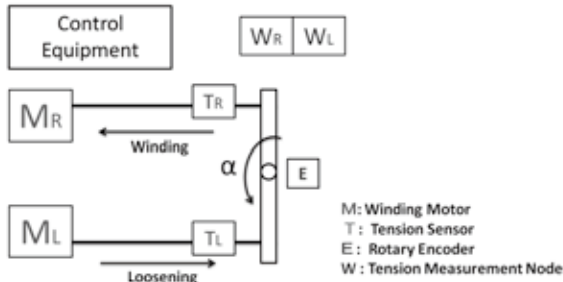 Control
Equipment
WR WL
MR
TR
Winding
α
E
ML
TL
Loosening
M: Winding Motor
T: Tension Sensor
E: Rotary Encoder
W: Tension Measurement Node